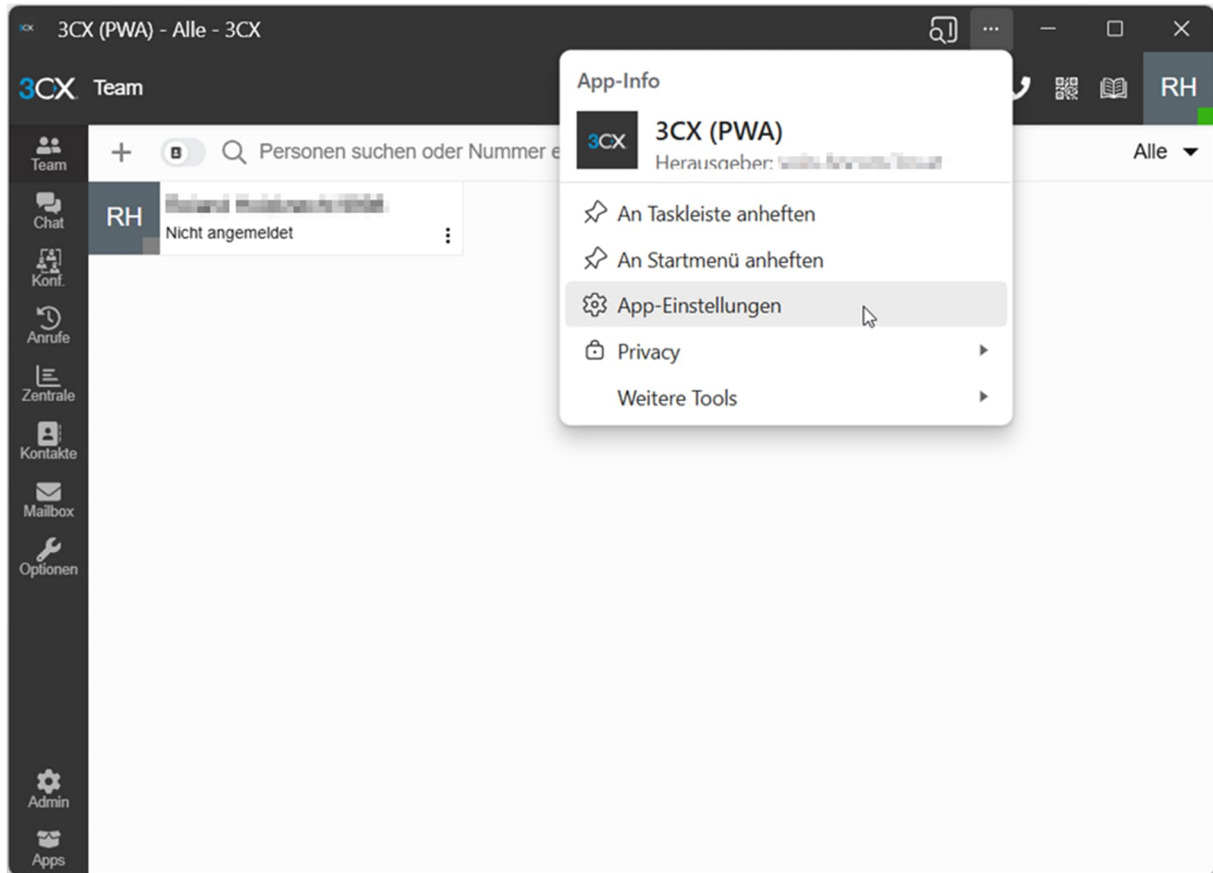 3CX (PWA) - Alle - 3CX
3CX Team
RH
App-Info
3CX
3CX (PWA)
Herausgeber:
An Taskleiste anheften
An Startmenü anheften
App-Einstellungen
Privacy
Weitere Tools
Personen suchen oder Nummer e
Alle
RH
Nicht angemeldet
Team
Chat
Konf.
Anrufe
Zentrale
Kontakte
Mailbox
Optionen
Admin
Apps